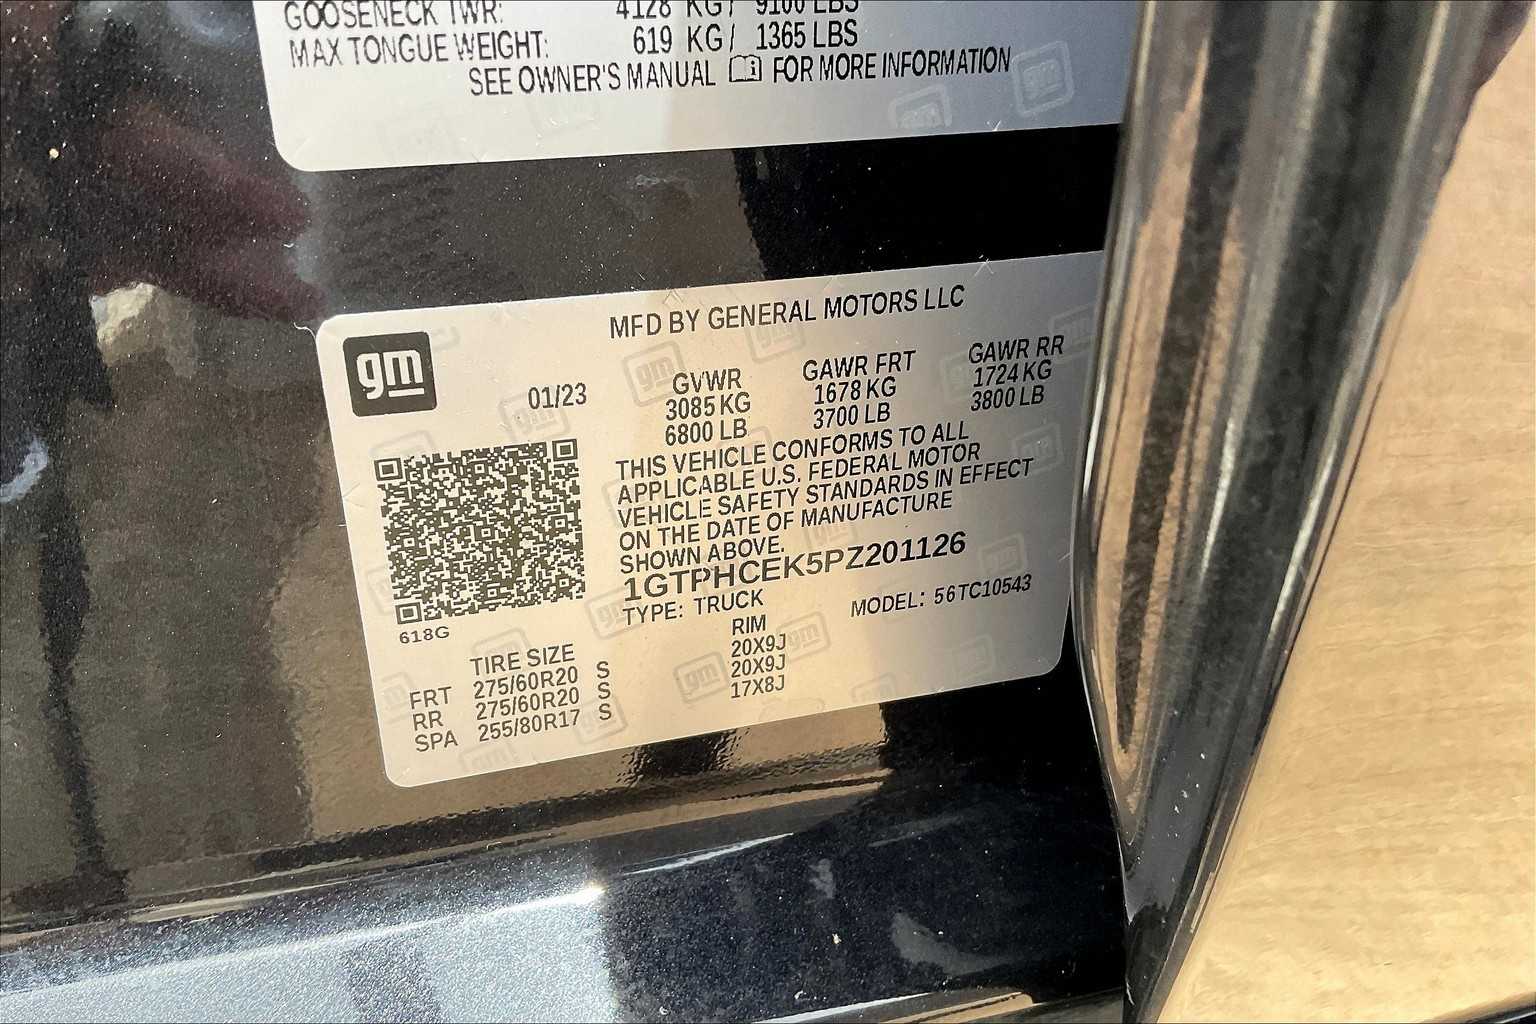 GOOSENECK TWR: 4128 KG / 9100 LBS
MAX TONGUE WEIGHT: 619 KG / 1365 LBS
SEE OWNER'S MANUAL FOR MORE INFORMATION
gm
MFD BY GENERAL MOTORS LLC
01/23
GVWR GAWR FRT GAWR RR
3085 KG 1678 KG 1724 KG
6800 LB 3700 LB 3800 LB
THIS VEHICLE CONFORMS TO ALL
APPLICABLE U.S. FEDERAL MOTOR
VEHICLE SAFETY STANDARDS IN EFFECT
ON THE DATE OF MANUFACTURE
SHOWN ABOVE.
1GTPHCEK5PZ201126
TYPE: TRUCK MODEL: 56TC10543
618G
TIRE SIZE RIM
FRT 275/60R20 S 20X9J
RR 275/60R20 S 20X9J
SPA 255/80R17 S 17X8J